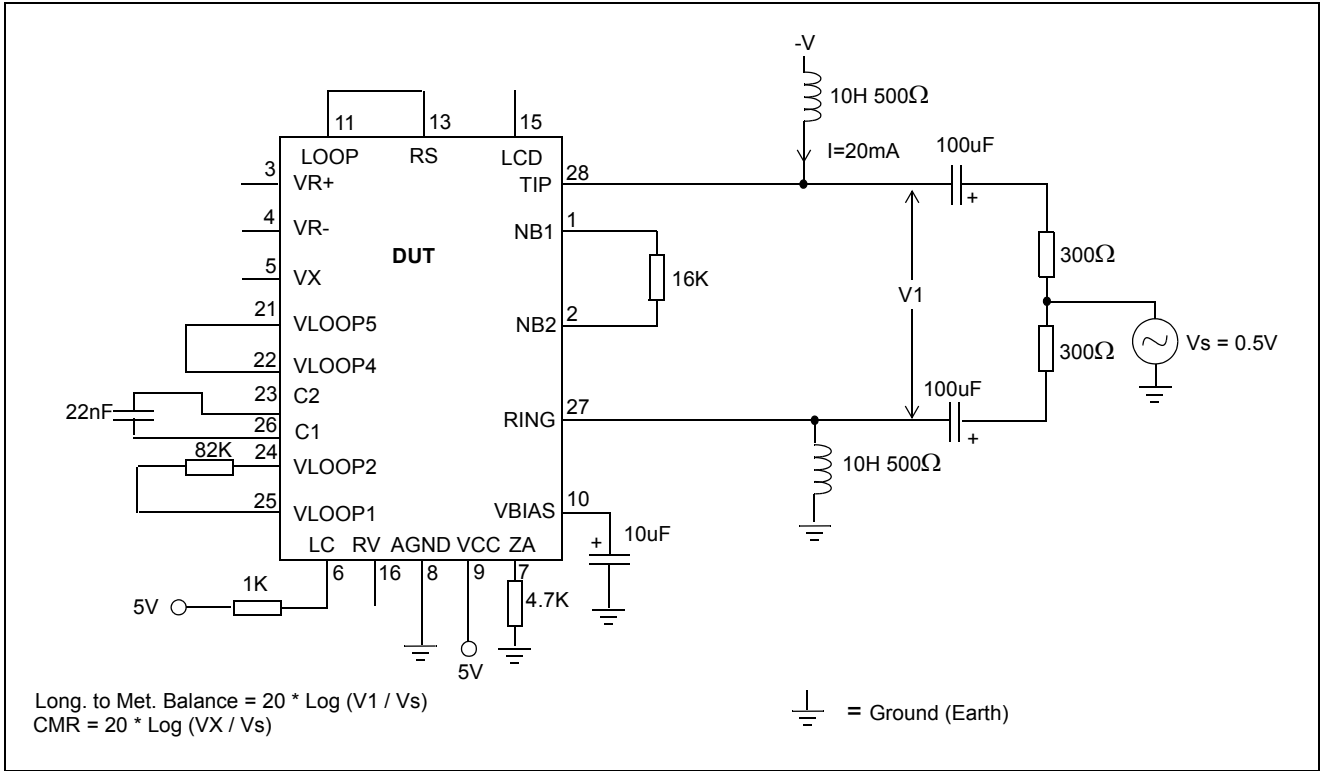 -V
10H 500Ω
11
13
15
I=20mA
100uF
LOOP
RS
LCD
3
VR+
TIP
28
4
VR-
NB1
1
DUT
300Ω
5
VX
16K
V1
21
VLOOP5
NB2
2
Vs = 0.5V
22
VLOOP4
300Ω
23
C2
100uF
22nF
RING
27
26
C1
82K
24
VLOOP2
10H 500Ω
25
VLOOP1
VBIAS
10
10uF
+
+
+
LC RV AGND VCC ZA
6
16
8
9
7
1K
4.7K
5V
5V
Long. to Met. Balance = 20 * Log (V1 / Vs)
CMR = 20 * Log (VX / Vs)
= Ground (Earth)